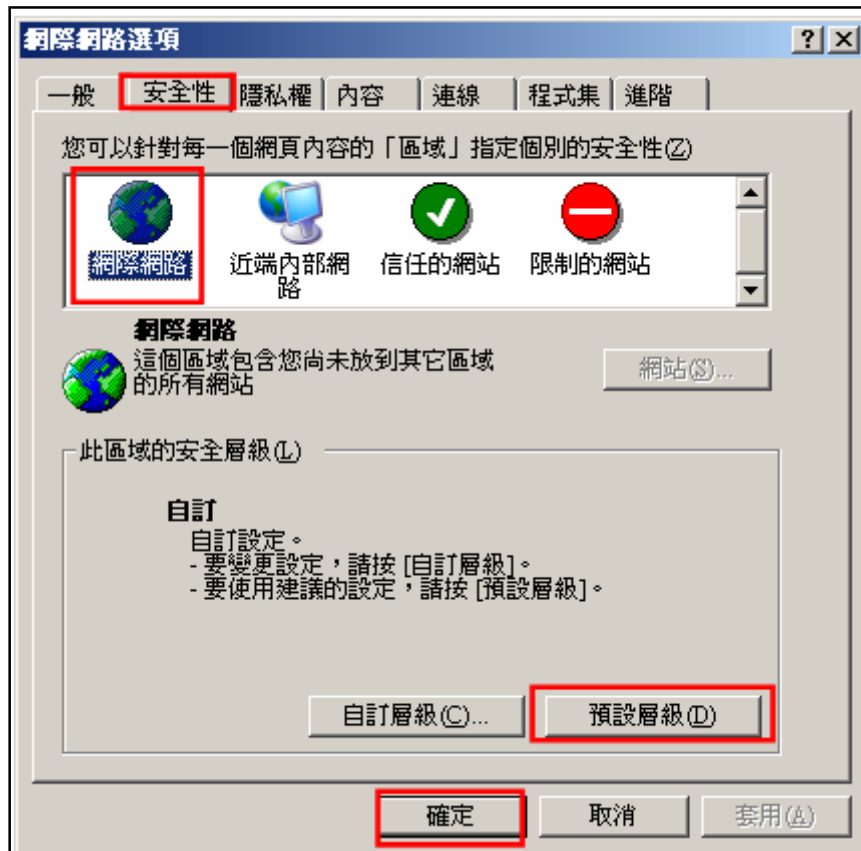 網際網路選項
一般 安全性 隱私權 內容 連線 程式集 進階
您可以針對每一個網頁內容的「區域」指定個別的安全性(Z)
網際網路 近端內部網路 信任的網站 限制的網站
網際網路
這個區域包含您尚未放到其它區域
的所有網站
網站(S)...
此區域的安全層級(L)
自訂
自訂設定。
- 要變更設定，請按 [自訂層級]。
- 要使用建議的設定，請按 [預設層級]。
自訂層級(C)... 預設層級(D)
確定 取消 套用(A)